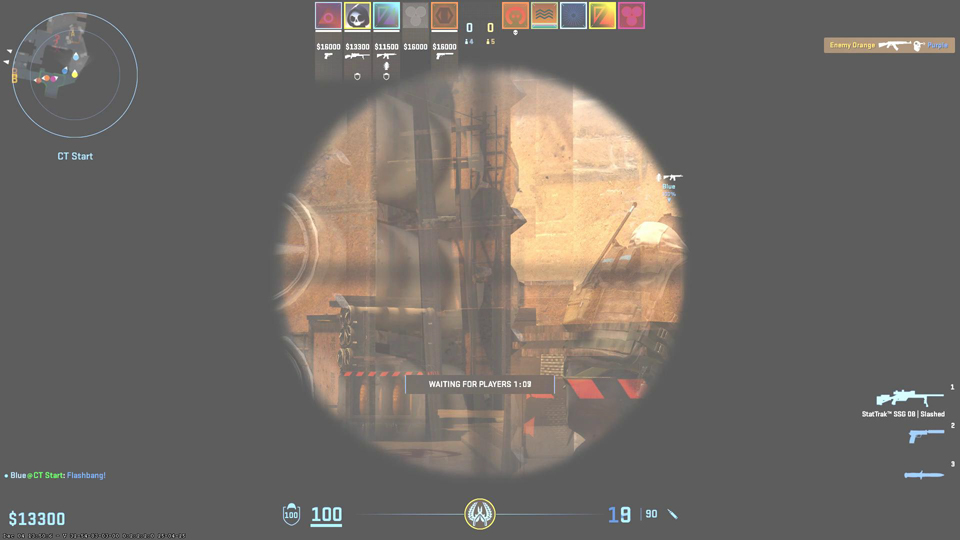 0 0
4 5
$16000 $13300 $11500 $16000 $16000
Enemy Orange Purple
B
CT Start
Blue
WAITING FOR PLAYERS 1:09
1
StatTrak™ SSG 08 | Slashed
2
3
• Blue@CT Start: Flashbang!
$13300
100 100
19 | 90